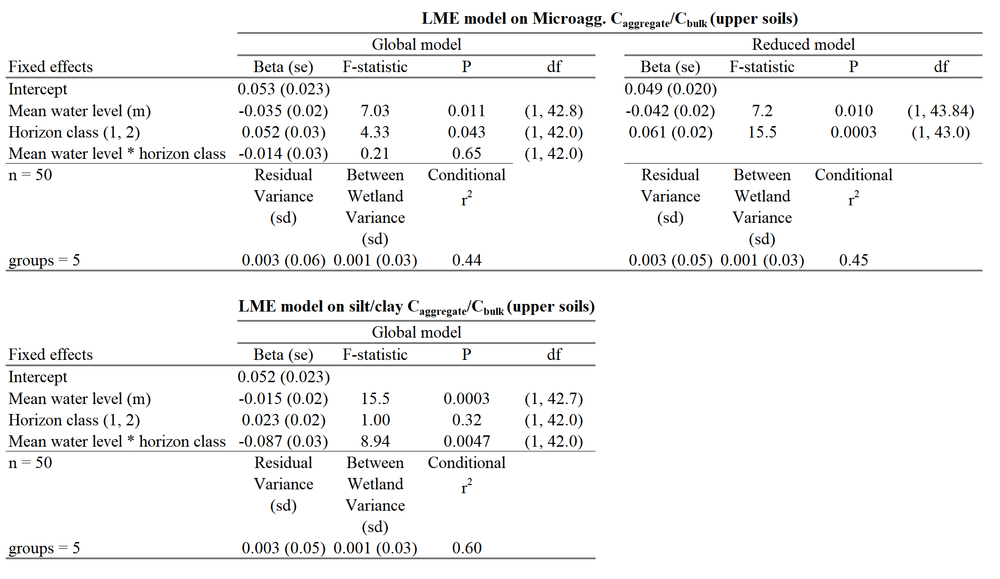 LME model on Microagg. Caggregate/Cbulk (upper soils)
Global model Reduced model
Fixed effects Beta (se) F-statistic P df Beta (se) F-statistic P df
Intercept 0.053 (0.023) 0.049 (0.020)
Mean water level (m) -0.035 (0.02) 7.03 0.011 (1, 42.8) -0.042 (0.02) 7.2 0.010 (1, 43.84)
Horizon class (1, 2) 0.052 (0.03) 4.33 0.043 (1, 42.0) 0.061 (0.02) 15.5 0.0003 (1, 43.0)
Mean water level * horizon class -0.014 (0.03) 0.21 0.65 (1, 42.0)
n = 50 Residual Between Conditional Residual Between Conditional
Variance Wetland r2 Variance Wetland r2
(sd) Variance (sd) Variance
(sd) (sd)
groups = 5 0.003 (0.06) 0.001 (0.03) 0.44 0.003 (0.05) 0.001 (0.03) 0.45
LME model on silt/clay Caggregate/Cbulk (upper soils)
Global model
Fixed effects Beta (se) F-statistic P df
Intercept 0.052 (0.023)
Mean water level (m) -0.015 (0.02) 15.5 0.0003 (1, 42.7)
Horizon class (1, 2) 0.023 (0.02) 1.00 0.32 (1, 42.0)
Mean water level * horizon class -0.087 (0.03) 8.94 0.0047 (1, 42.0)
n = 50 Residual Between Conditional
Variance Wetland r2
(sd) Variance
(sd)
groups = 5 0.003 (0.05) 0.001 (0.03) 0.60